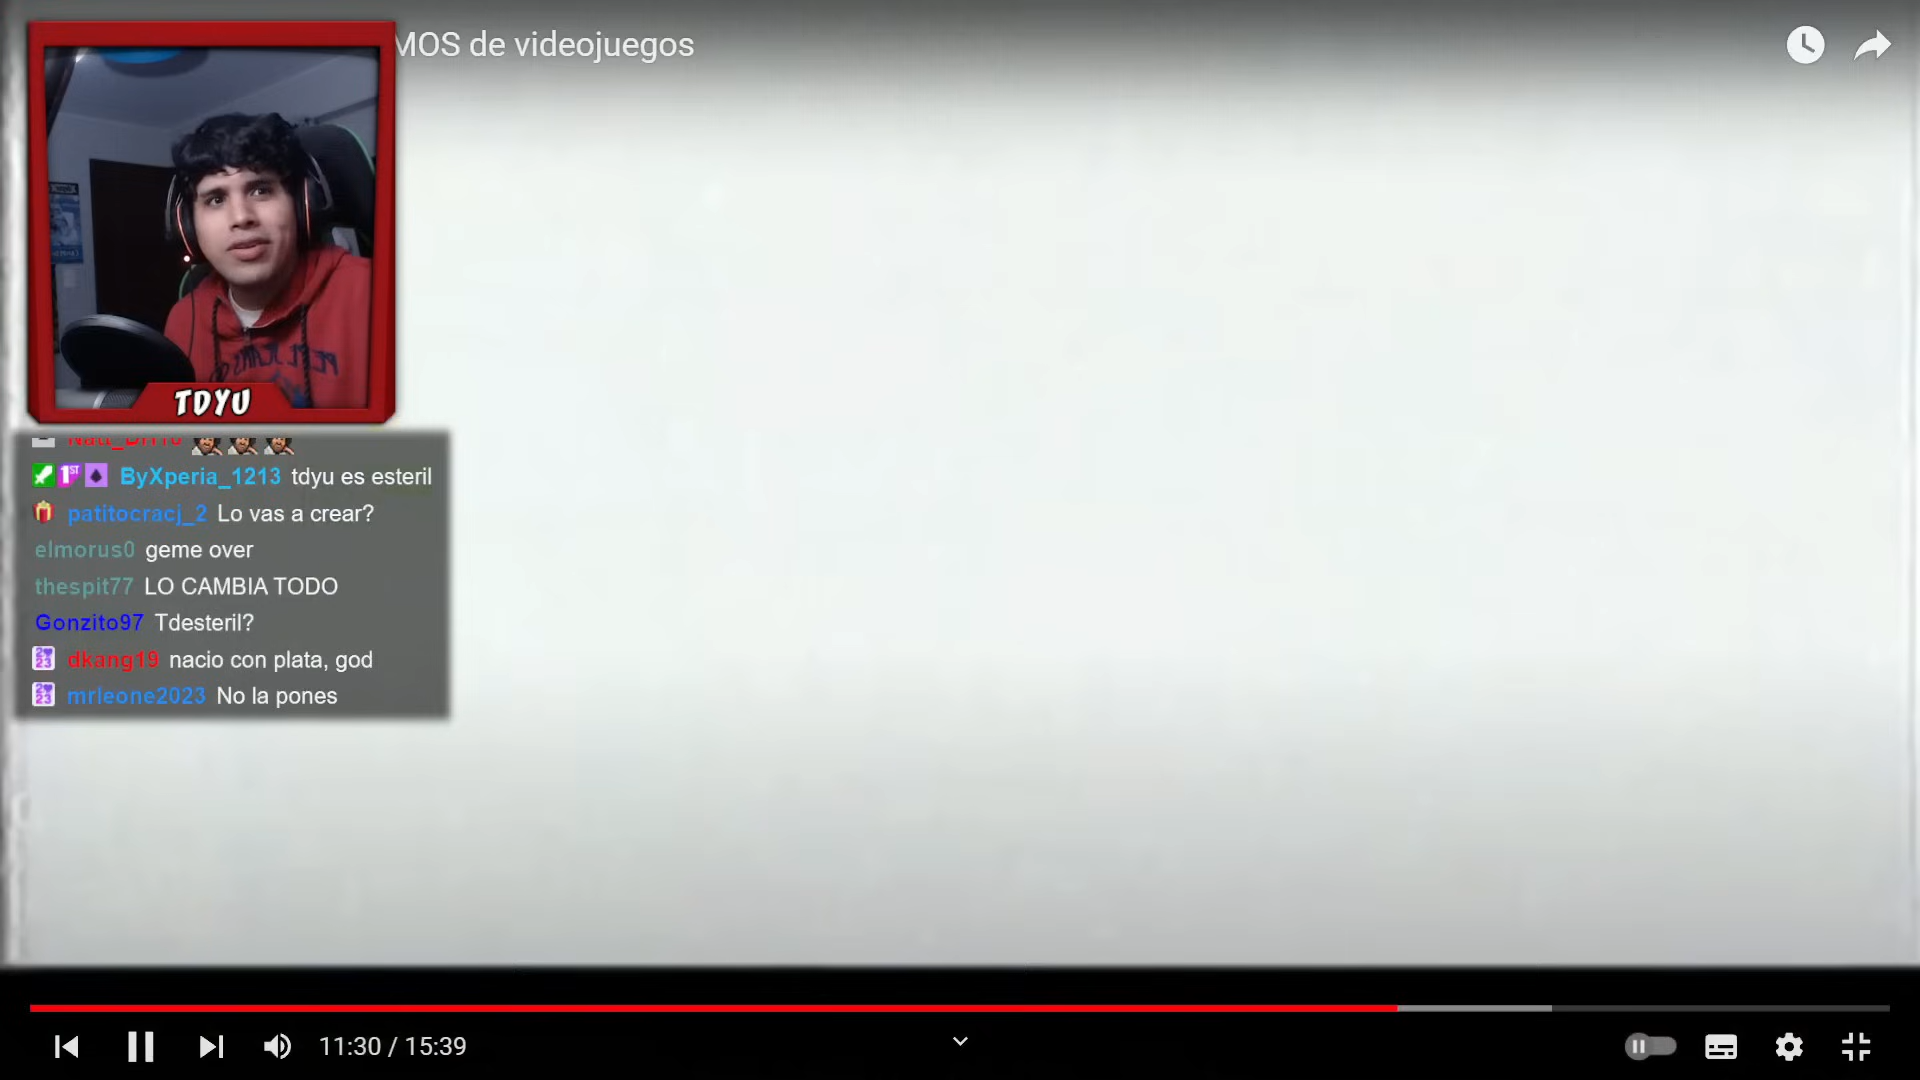 MOS de videojuegos
TDYU
Natt_Drito
ByXperia_1213 tdyu es esteril
patitocracj_2 Lo vas a crear?
elmorus0 geme over
thespit77 LO CAMBIA TODO
Gonzito97 Tdesteril?
dkang19 nacio con plata, god
mrleone2023 No la pones
11:30 / 15:39